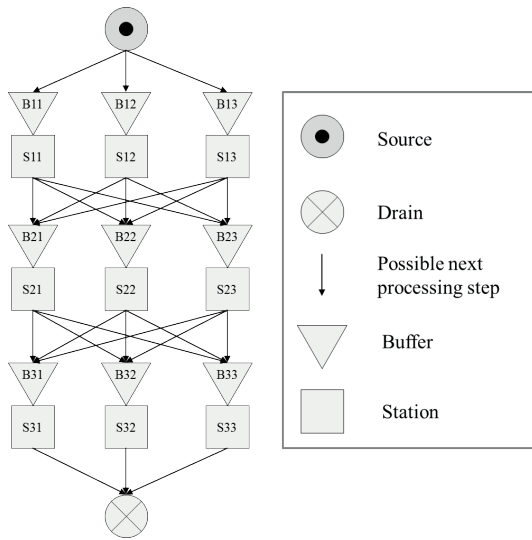 B11 B12 B13
S11 S12 S13
B21 B22 B23
S21 S22 S23
B31 B32 B33
S31 S32 S33
Source
Drain
Possible next
processing step
Buffer
Station